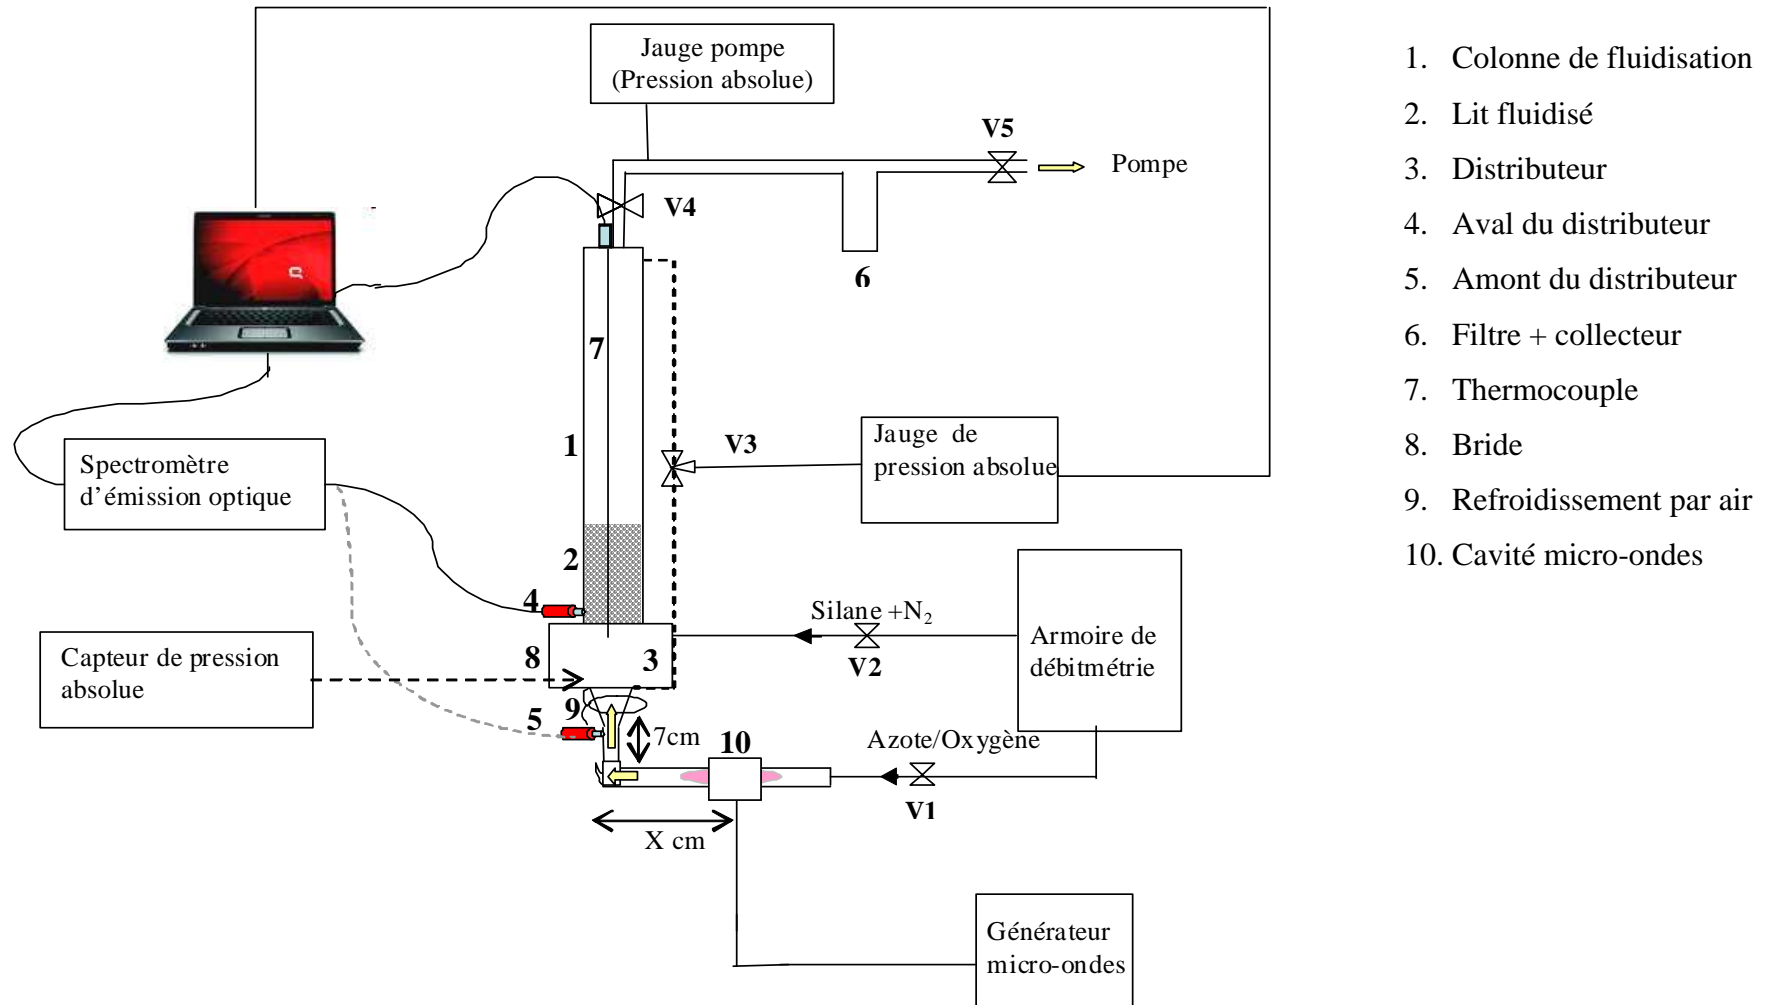 Jauge pompe
(Pression absolue)
V5
Pompe
V4
6
7
1
V3
Jauge de
pression absolue
Spectromètre
d'émission optique
2
4
Silane +N₂
V2
Armoire de
débitmétrie
Capteur de pression
absolue
8
3
9
5
7cm
10
Azote/Oxygène
V1
X cm
Générateur
micro-ondes
1. Colonne de fluidisation
2. Lit fluidisé
3. Distributeur
4. Aval du distributeur
5. Amont du distributeur
6. Filtre + collecteur
7. Thermocouple
8. Bride
9. Refroidissement par air
10. Cavité micro-ondes